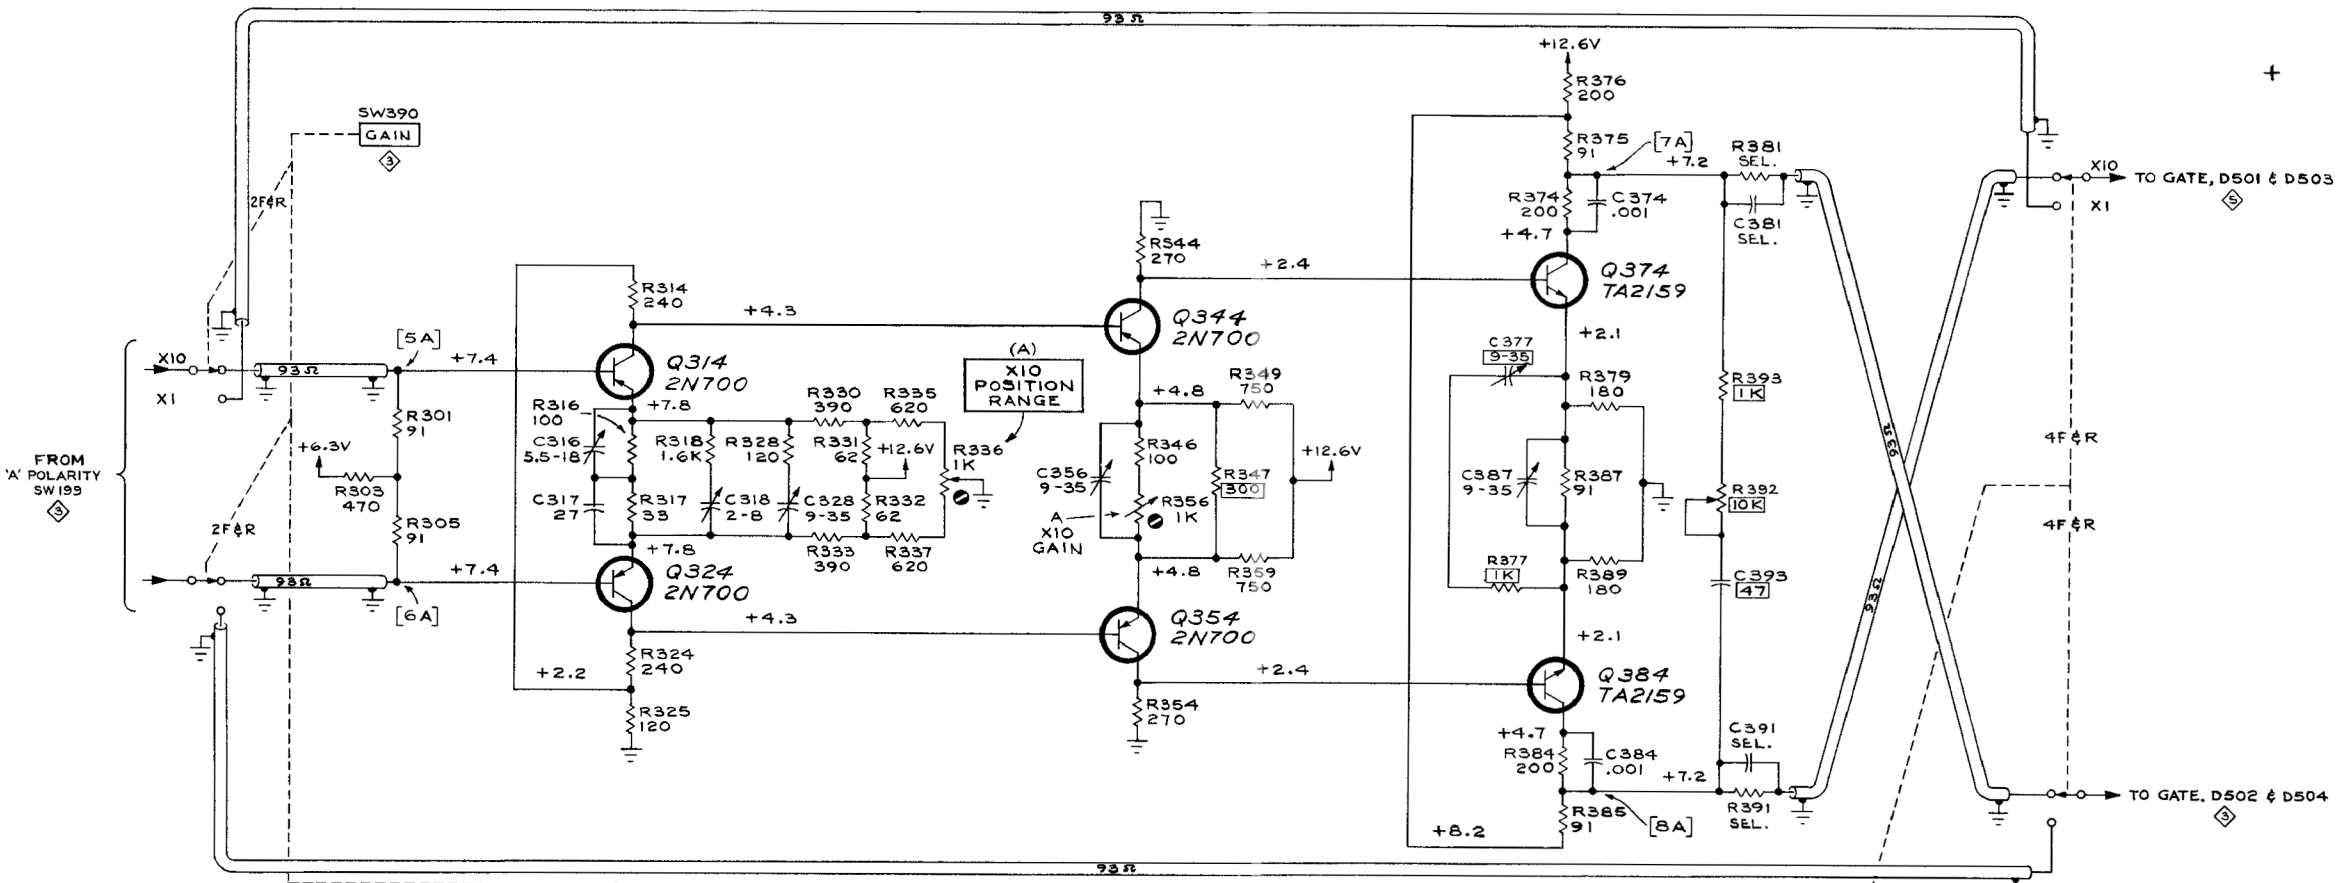 93Ω
+12.6V
R376
200
+
SW390
GAIN
3
R375
91
[7A]
+7.2
R381
SEL.
X10
TO GATE, D501 & D503
5
X1
2F&R
R374
200
C374
.001
C381
SEL.
+4.7
R544
270
+2.4
Q374
TA2159
R314
240
+4.3
Q344
2N700
[5A]
X10
93Ω
+7.4
Q314
2N700
(A)
X10
POSITION
RANGE
+2.1
C377
9-35
X1
R301
91
R316
100
+7.8
R330
390
R335
620
+4.8
R349
750
R379
180
R393
1K
C316
5.5-18
R318
1.6K
R328
120
R331
62
+12.6V
R336
1K
R346
100
+6.3V
R303
470
FROM
'A' POLARITY
SW199
3
C356
9-35
R347
300
+12.6V
C387
9-35
R387
91
R392
10K
93Ω
4F&R
C317
27
R317
33
C318
2-8
C328
9-35
R332
62
R356
1K
A
X10
GAIN
R305
91
2F&R
4F&R
+7.8
R333
390
R337
620
+4.8
R359
750
R377
1K
R389
180
C393
47
93Ω
93Ω
+7.4
Q324
2N700
[6A]
+4.3
Q354
2N700
+2.1
R324
240
+2.2
+2.4
Q384
TA2159
R325
120
R354
270
+4.7
R384
200
C384
.001
+7.2
C391
SEL.
R391
SEL.
TO GATE, D502 & D504
3
R385
91
[8A]
+8.2
93Ω